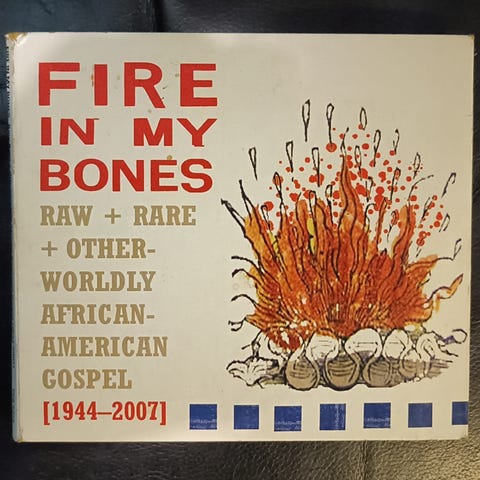 FIRE
IN MY
BONES
RAW + RARE
+ OTHER-
WORLDLY
AFRICAN-
AMERICAN
GOSPEL
[1944–2007]